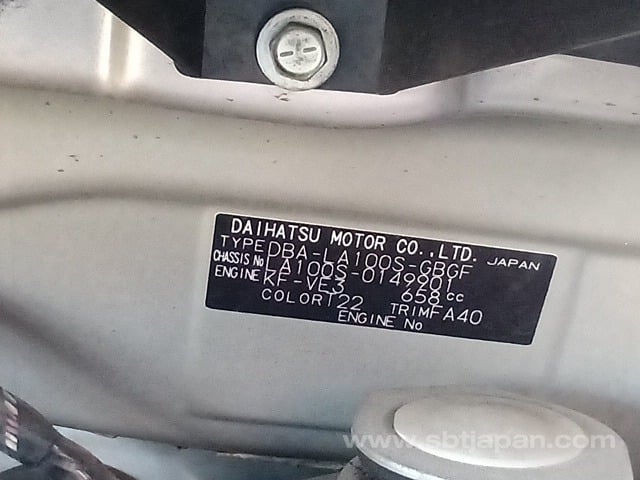 DAIHATSU MOTOR CO.,LTD. JAPAN
TYPE DBA-LA100S-GBGF
CHASSIS No LA100S-0149901
ENGINE KF-VE3 658cc
COLOR T22 TRIM FA40
ENGINE No
www.sbtjapan.com